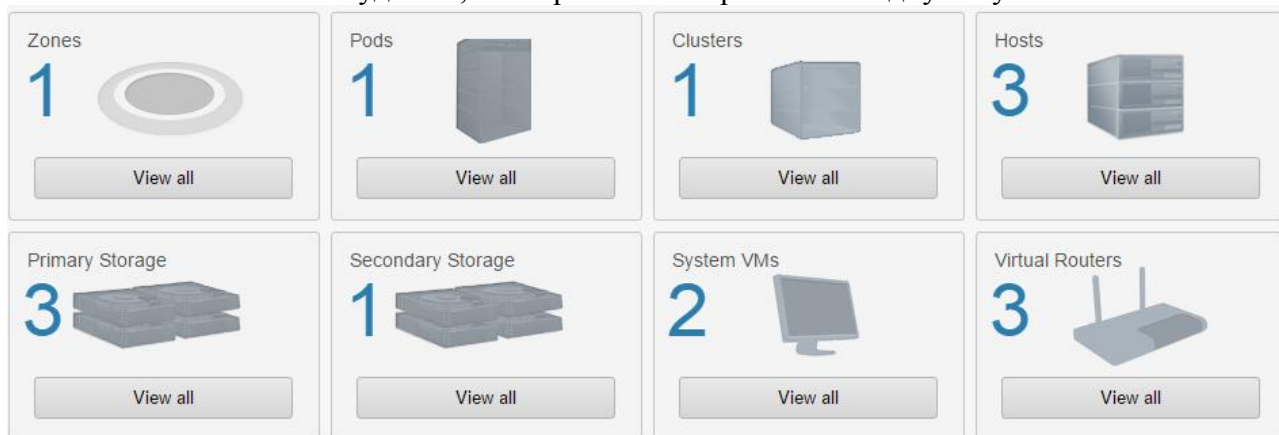 Zones
1
View all
Pods
1
View all
Clusters
1
View all
Hosts
3
View all
Primary Storage
3
View all
Secondary Storage
1
View all
System VMs
2
View all
Virtual Routers
3
View all